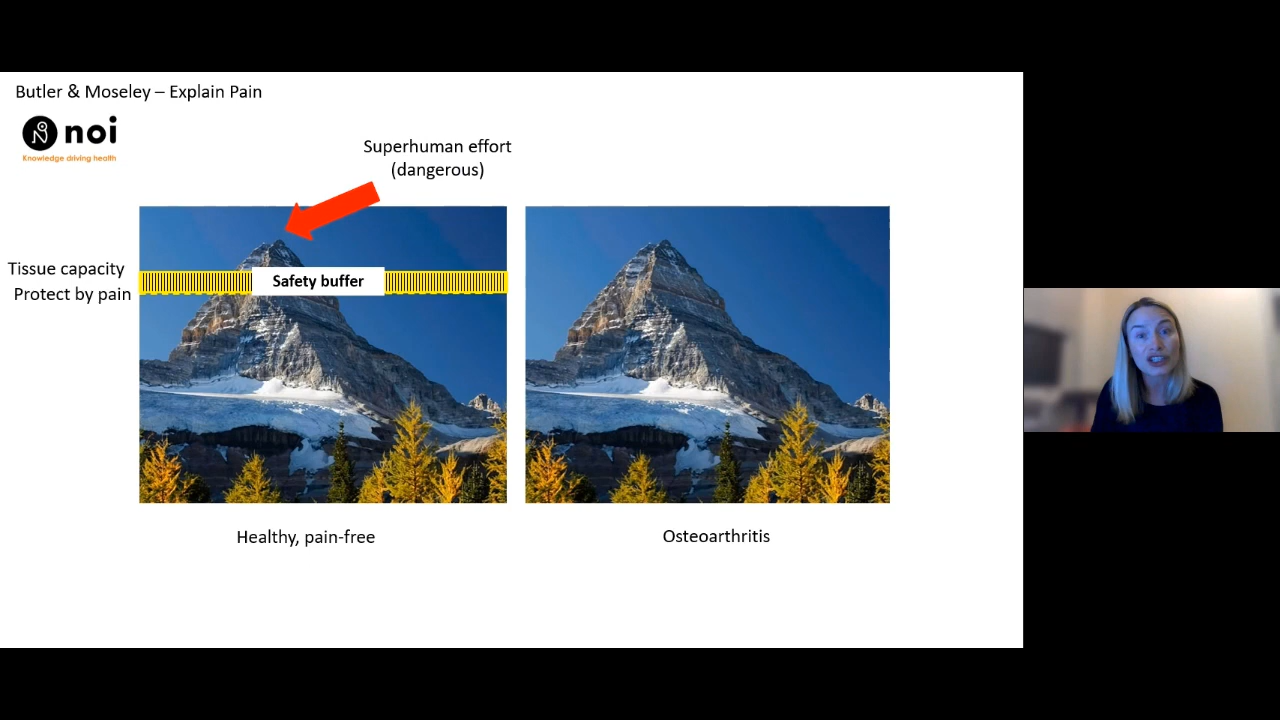 Butler & Moseley – Explain Pain
noi
Knowledge driving health
Superhuman effort
(dangerous)
Tissue capacity
Protect by pain
Safety buffer
Healthy, pain-free
Osteoarthritis